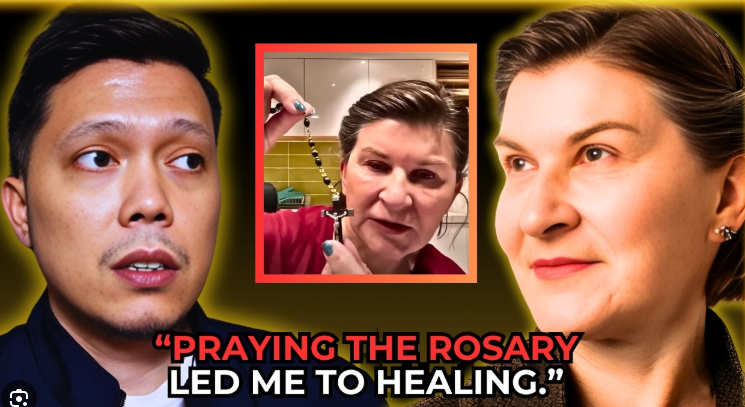 “PRAYING THE ROSARY
LED ME TO HEALING.”